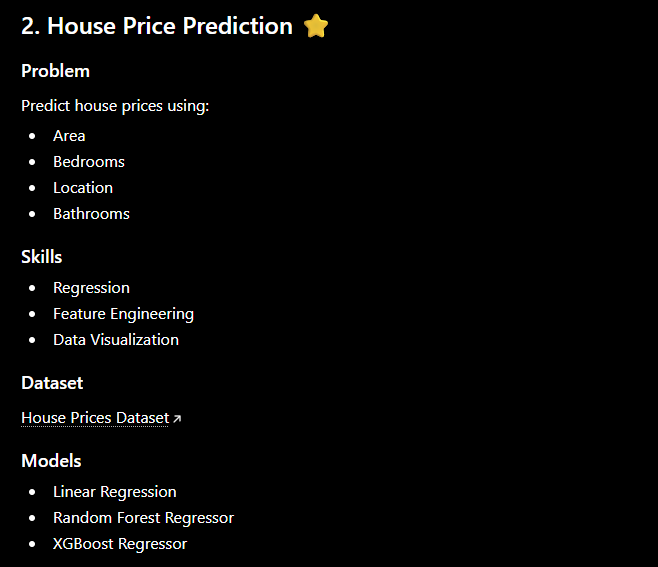 2. House Price Prediction ⭐
Problem
Predict house prices using:
• Area
• Bedrooms
• Location
• Bathrooms
Skills
• Regression
• Feature Engineering
• Data Visualization
Dataset
House Prices Dataset ↗
Models
• Linear Regression
• Random Forest Regressor
• XGBoost Regressor